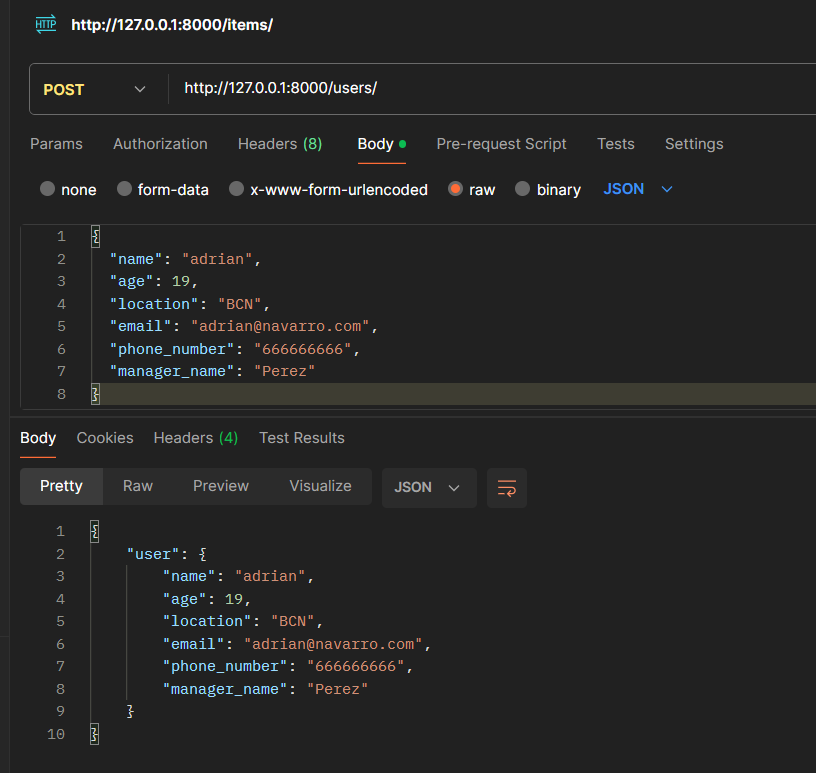 HTTP http://127.0.0.1:8000/items/
POST http://127.0.0.1:8000/users/
Params Authorization Headers (8) Body Pre-request Script Tests Settings
none form-data x-www-form-urlencoded raw binary JSON
1 {
2 "name": "adrian",
3 "age": 19,
4 "location": "BCN",
5 "email": "adrian@navarro.com",
6 "phone_number": "666666666",
7 "manager_name": "Perez"
8 }
Body Cookies Headers (4) Test Results
Pretty Raw Preview Visualize JSON
1 {
2 "user": {
3 "name": "adrian",
4 "age": 19,
5 "location": "BCN",
6 "email": "adrian@navarro.com",
7 "phone_number": "666666666",
8 "manager_name": "Perez"
9 }
10 }